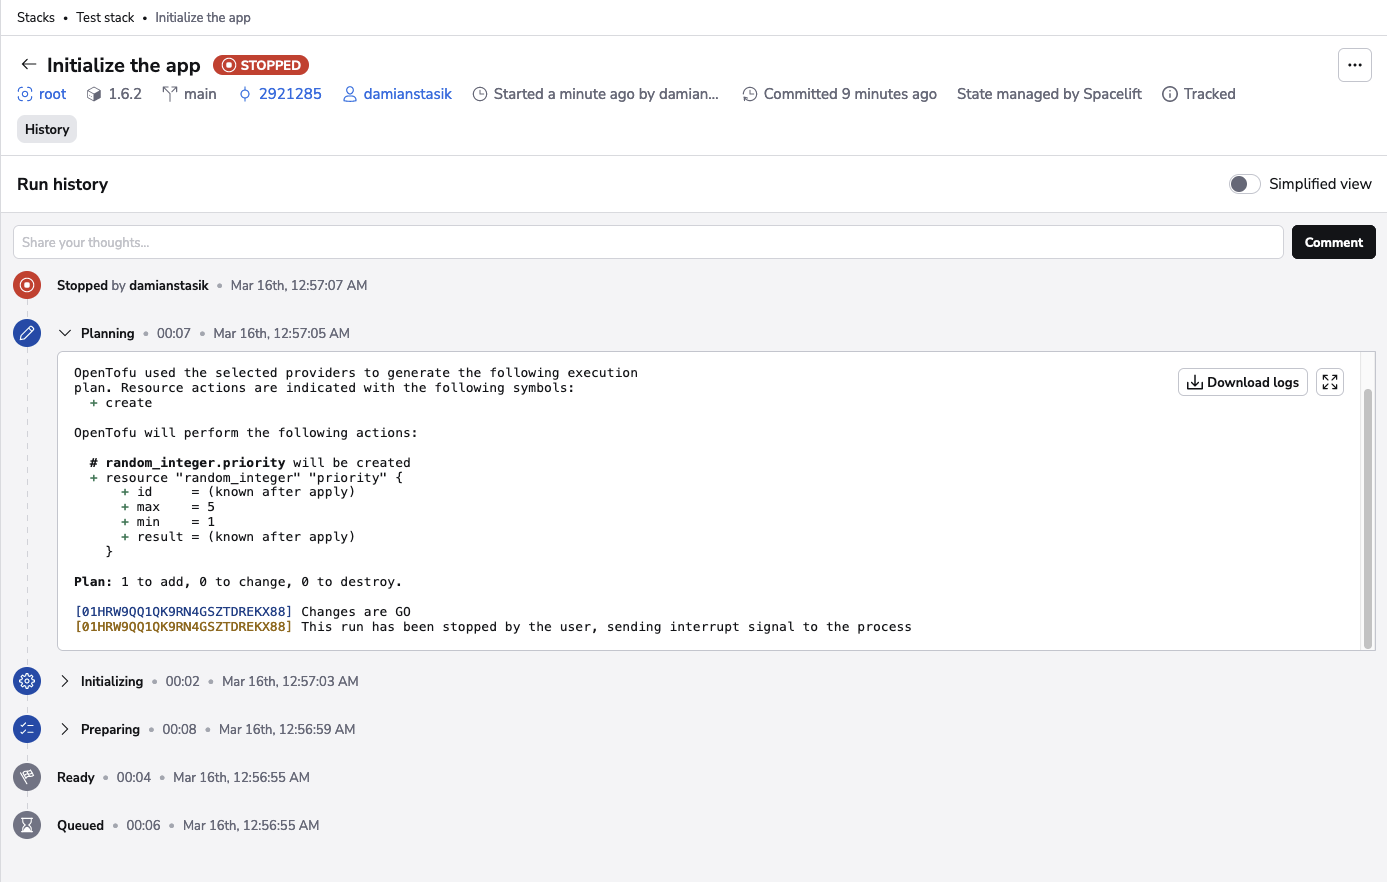 Stacks • Test stack • Initialize the app
Initialize the app STOPPED
root 1.6.2 main 2921285 damianstasik Started a minute ago by damian... Committed 9 minutes ago State managed by Spacelift Tracked
History
Run history Simplified view
Share your thoughts... Comment
Stopped by damianstasik • Mar 16th, 12:57:07 AM
Planning • 00:07 • Mar 16th, 12:57:05 AM
Download logs
OpenTofu used the selected providers to generate the following execution
plan. Resource actions are indicated with the following symbols:
+ create
OpenTofu will perform the following actions:
# random_integer.priority will be created
+ resource "random_integer" "priority" {
+ id     = (known after apply)
+ max    = 5
+ min    = 1
+ result = (known after apply)
}
Plan: 1 to add, 0 to change, 0 to destroy.
[01HRW9QQ1QK9RN4GSZTDREKX88] Changes are GO
[01HRW9QQ1QK9RN4GSZTDREKX88] This run has been stopped by the user, sending interrupt signal to the process
Initializing • 00:02 • Mar 16th, 12:57:03 AM
Preparing • 00:08 • Mar 16th, 12:56:59 AM
Ready • 00:04 • Mar 16th, 12:56:55 AM
Queued • 00:06 • Mar 16th, 12:56:55 AM